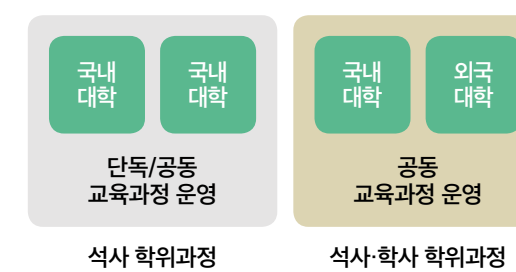 국내
대학
국내
대학
단독/공동
교육과정 운영
석사 학위과정
국내
대학
외국
대학
공동
교육과정 운영
석사·학사 학위과정